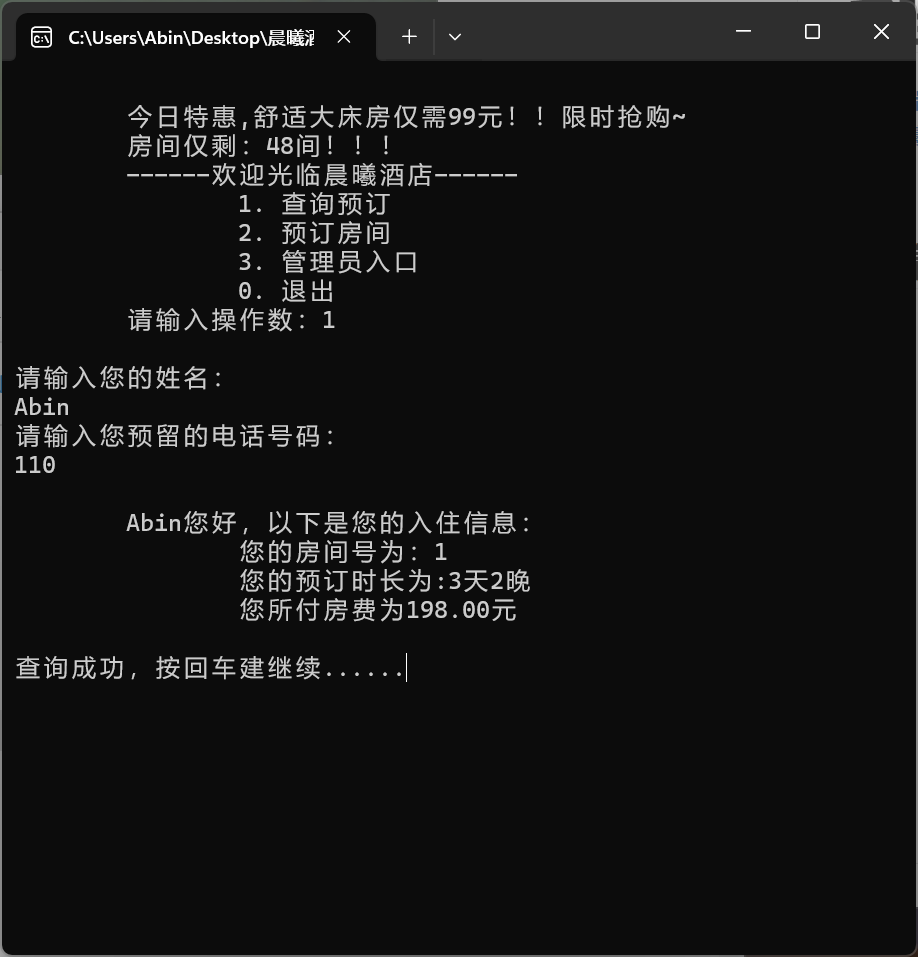 C:\Users\Abin\Desktop\晨曦酒
今日特惠,舒适大床房仅需99元！！限时抢购~
房间仅剩：48间！！！
------欢迎光临晨曦酒店------
1. 查询预订
2. 预订房间
3. 管理员入口
0. 退出
请输入操作数：1
请输入您的姓名：
Abin
请输入您预留的电话号码：
110
Abin您好，以下是您的入住信息：
您的房间号为：1
您的预订时长为:3天2晚
您所付房费为198.00元
查询成功，按回车建继续......